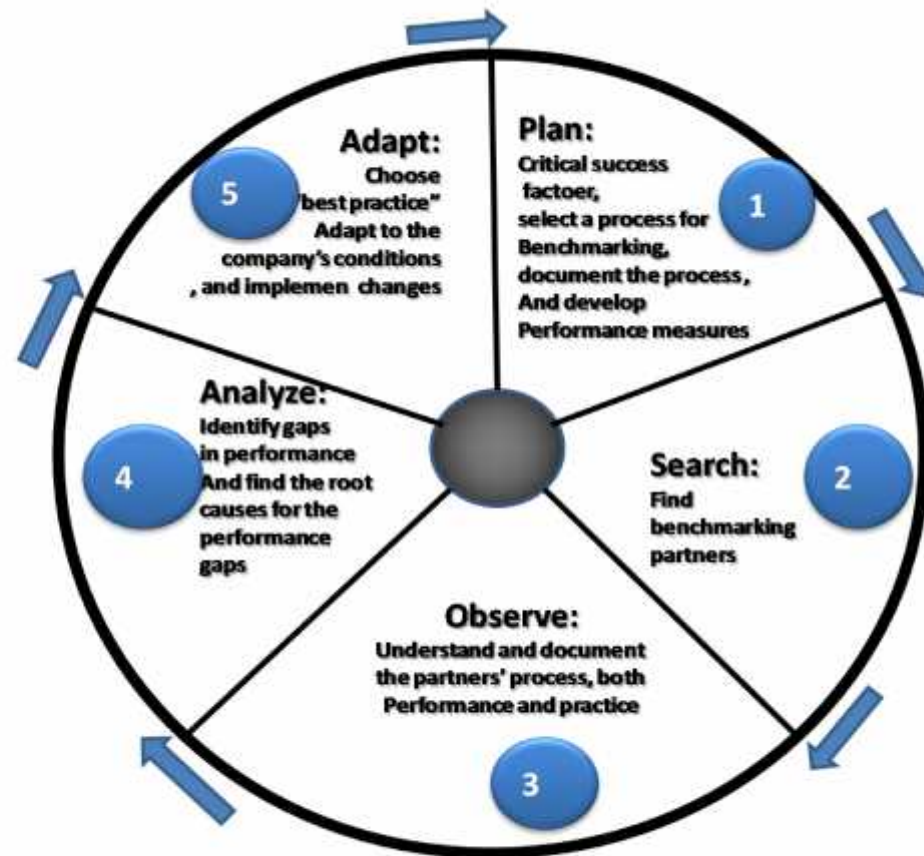 Plan:
Critical success
factoer,
select a process for
Benchmarking,
document the process,
And develop
Performance measures
1
Search:
Find
benchmarking
partners
2
Observe:
Understand and document
the partners' process, both
Performance and practice
3
Analyze:
Identify gaps
in performance
And find the root
causes for the
performance
gaps
4
Adapt:
Choose
"best practice"
Adapt to the
company's conditions
, and implemen changes
5